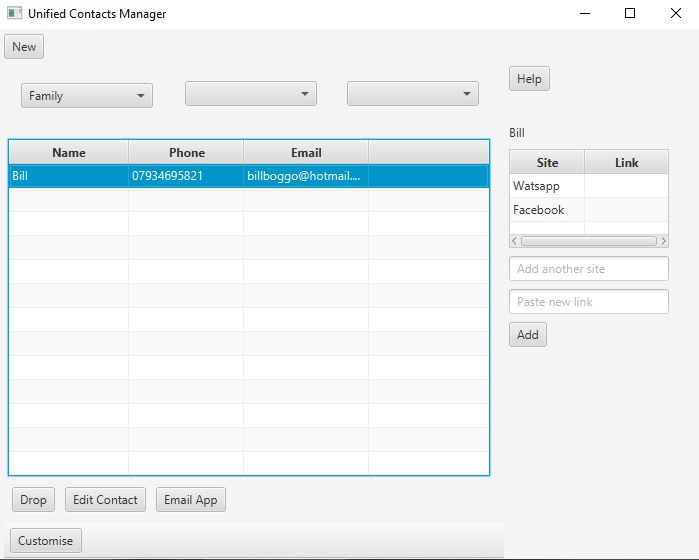 Unified Contacts Manager
New
Help
Family
Bill
Name Phone Email
Site Link
Bill 07934695821 billboggo@hotmail....
Watsapp
Facebook
Add another site
Paste new link
Add
Drop Edit Contact Email App
Customise